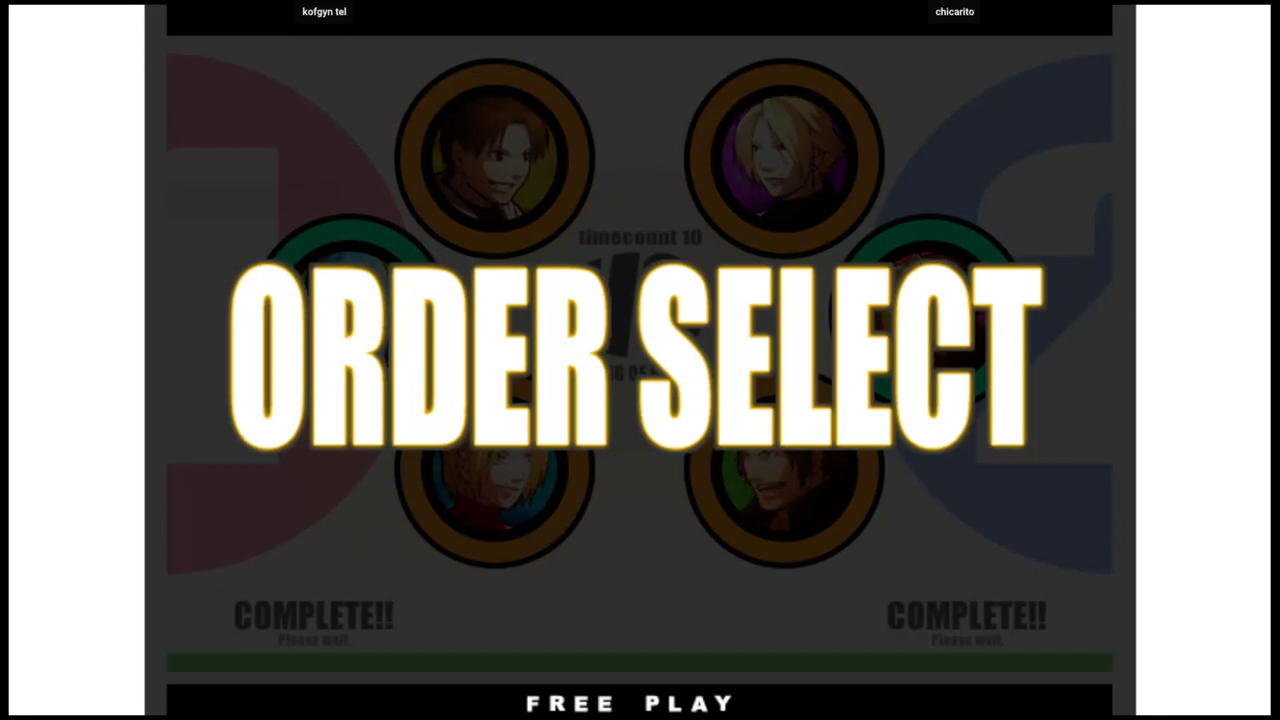 kofgyn tel
chicarito
timecount 10
ORDER SELECT
COMPLETE!!
Please wait.
COMPLETE!!
Please wait.
FREE PLAY